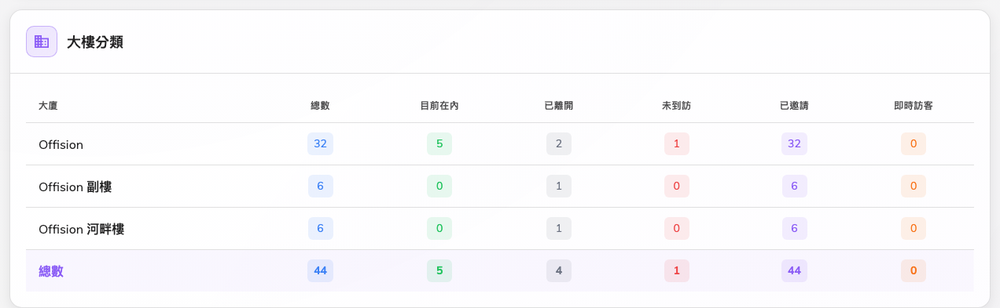 大樓分類
大廈 總數 目前在內 已離開 未到訪 已邀請 即時訪客
Offision 32 5 2 1 32 0
Offision 副樓 6 0 1 0 6 0
Offision 河畔樓 6 0 1 0 6 0
總數 44 5 4 1 44 0